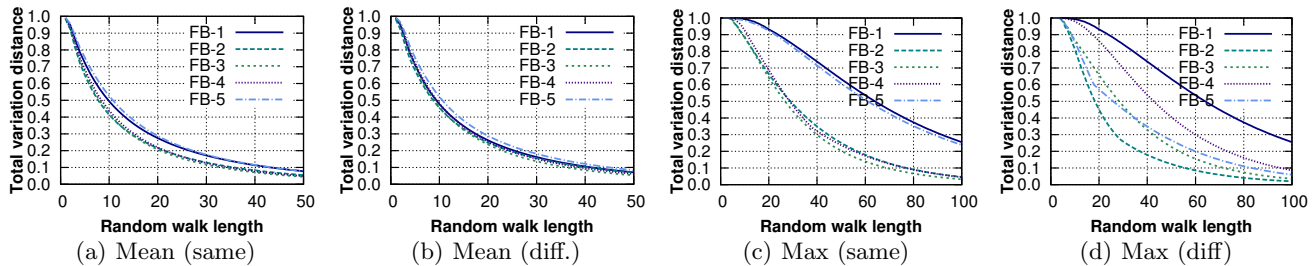 Total variation distance
1.0
0.9
0.8
0.7
0.6
0.5
0.4
0.3
0.2
0.1
0.0
FB-1
FB-2
FB-3
FB-4
FB-5
0 10 20 30 40 50
Random walk length
(a) Mean (same)
Total variation distance
1.0
0.9
0.8
0.7
0.6
0.5
0.4
0.3
0.2
0.1
0.0
FB-1
FB-2
FB-3
FB-4
FB-5
0 10 20 30 40 50
Random walk length
(b) Mean (diff.)
Total variation distance
1.0
0.9
0.8
0.7
0.6
0.5
0.4
0.3
0.2
0.1
0.0
FB-1
FB-2
FB-3
FB-4
FB-5
0 20 40 60 80 100
Random walk length
(c) Max (same)
Total variation distance
1.0
0.9
0.8
0.7
0.6
0.5
0.4
0.3
0.2
0.1
0.0
FB-1
FB-2
FB-3
FB-4
FB-5
0 20 40 60 80 100
Random walk length
(d) Max (diff)